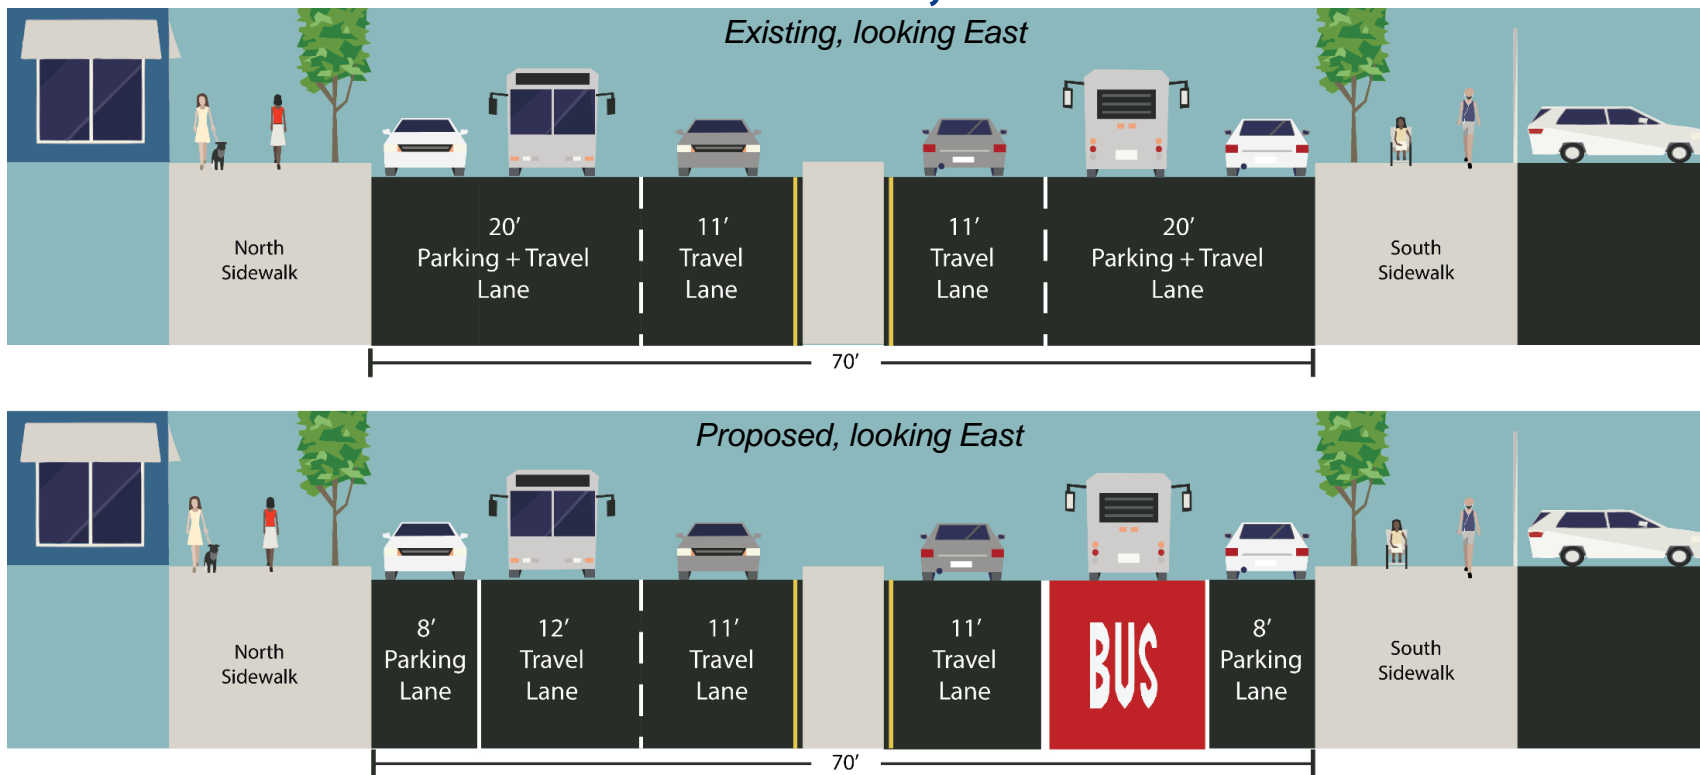 Existing, looking East
North
Sidewalk
20’
Parking + Travel
Lane
11’
Travel
Lane
11’
Travel
Lane
20’
Parking + Travel
Lane
South
Sidewalk
70’
Proposed, looking East
North
Sidewalk
8’
Parking
Lane
12’
Travel
Lane
11’
Travel
Lane
11’
Travel
Lane
BUS
8’
Parking
Lane
South
Sidewalk
70’